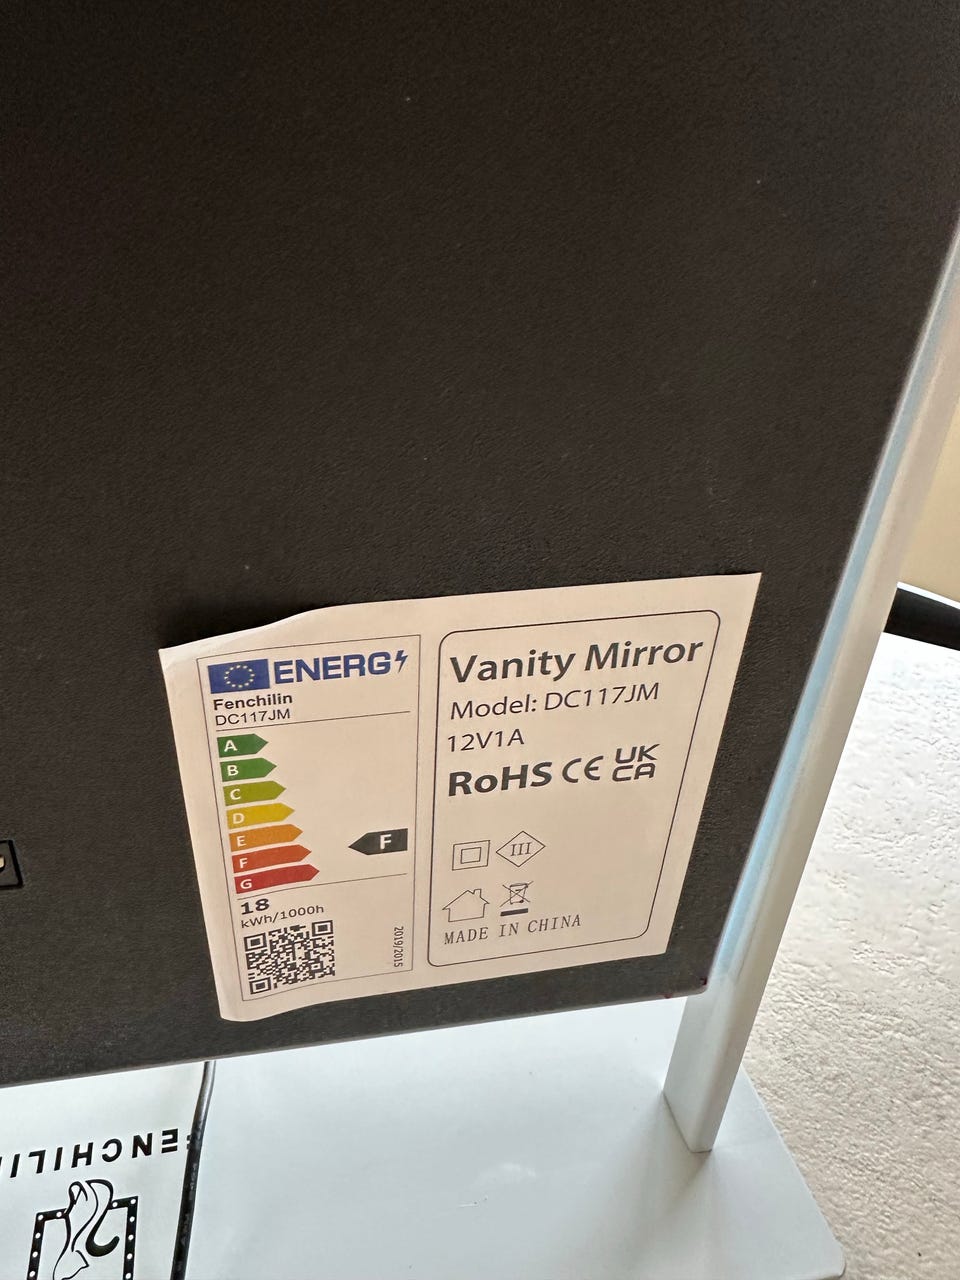 ENERG
Fenchilin
DC117JM
A
B
C
D
E
F
G
F
18
kWh/1000h
2019/2015
Vanity Mirror
Model: DC117JM
12V1A
RoHS CE UK
CA
III
MADE IN CHINA
ENCHILI